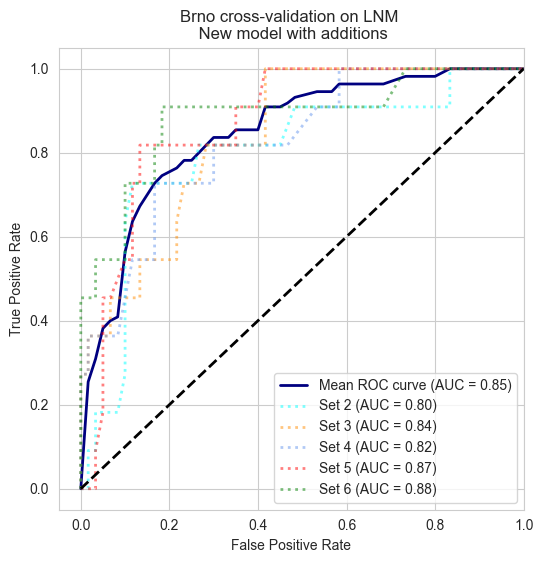 Brno cross-validation on LNM
New model with additions
True Positive Rate
1.0
0.8
0.6
0.4
0.2
0.0
Mean ROC curve (AUC = 0.85)
Set 2 (AUC = 0.80)
Set 3 (AUC = 0.84)
Set 4 (AUC = 0.82)
Set 5 (AUC = 0.87)
Set 6 (AUC = 0.88)
0.0 0.2 0.4 0.6 0.8 1.0
False Positive Rate